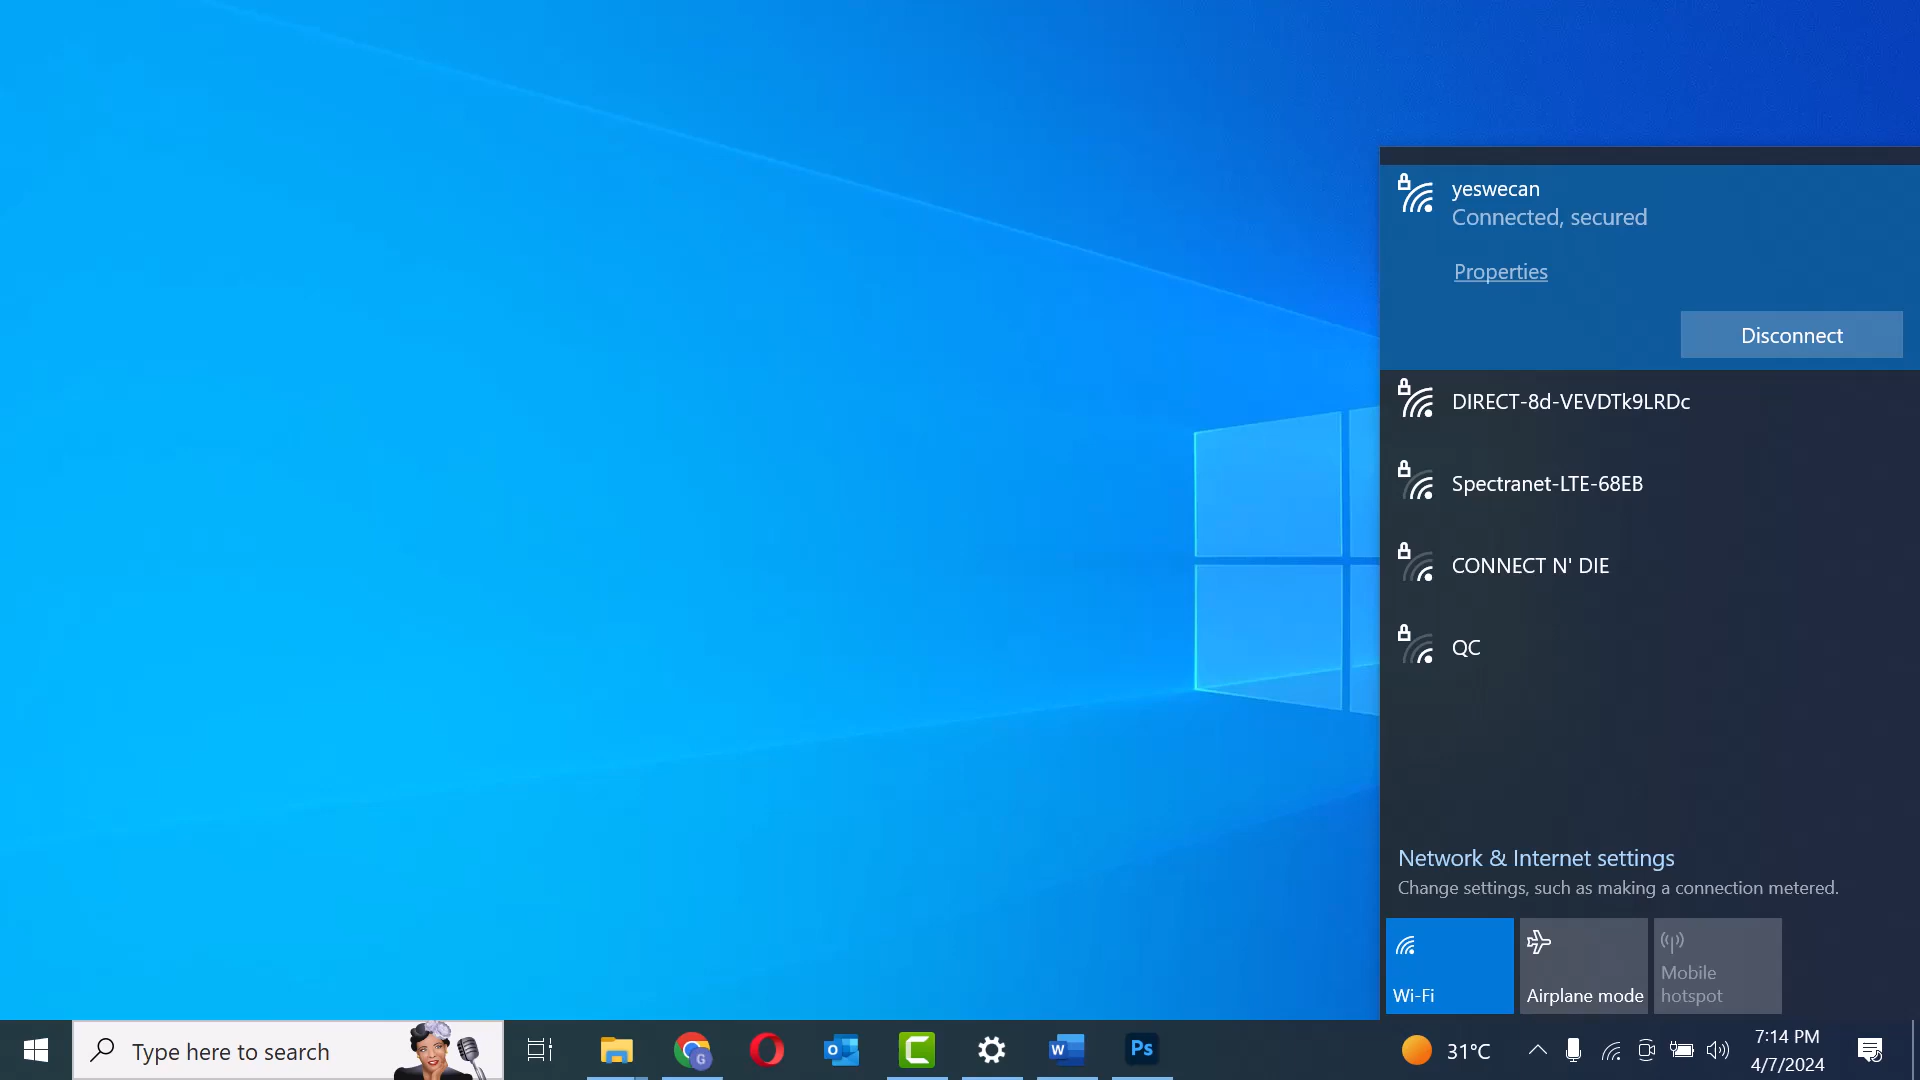 yeswecan
Connected, secured
Properties
Disconnect
DIRECT-8d-VEVDTk9LRDc
Spectranet-LTE-68EB
CONNECT N' DIE
QC
Network & Internet settings
Change settings, such as making a connection metered.
Wi-Fi
Airplane mode
Mobile
hotspot
Type here to search
G
O
W
Ps
31°C
7:14 PM
4/7/2024